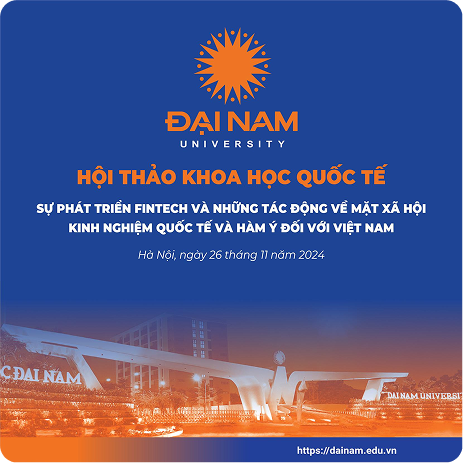 ĐẠI NAM
UNIVERSITY
HỘI THẢO KHOA HỌC QUỐC TẾ
SỰ PHÁT TRIỂN FINTECH VÀ NHỮNG TÁC ĐỘNG VỀ MẶT XÃ HỘI
KINH NGHIỆM QUỐC TẾ VÀ HÀM Ý ĐỐI VỚI VIỆT NAM
Hà Nội, ngày 26 tháng 11 năm 2024
C ĐẠI NAM
ĐẠI NAM UNIVERSI
https://dainam.edu.vn